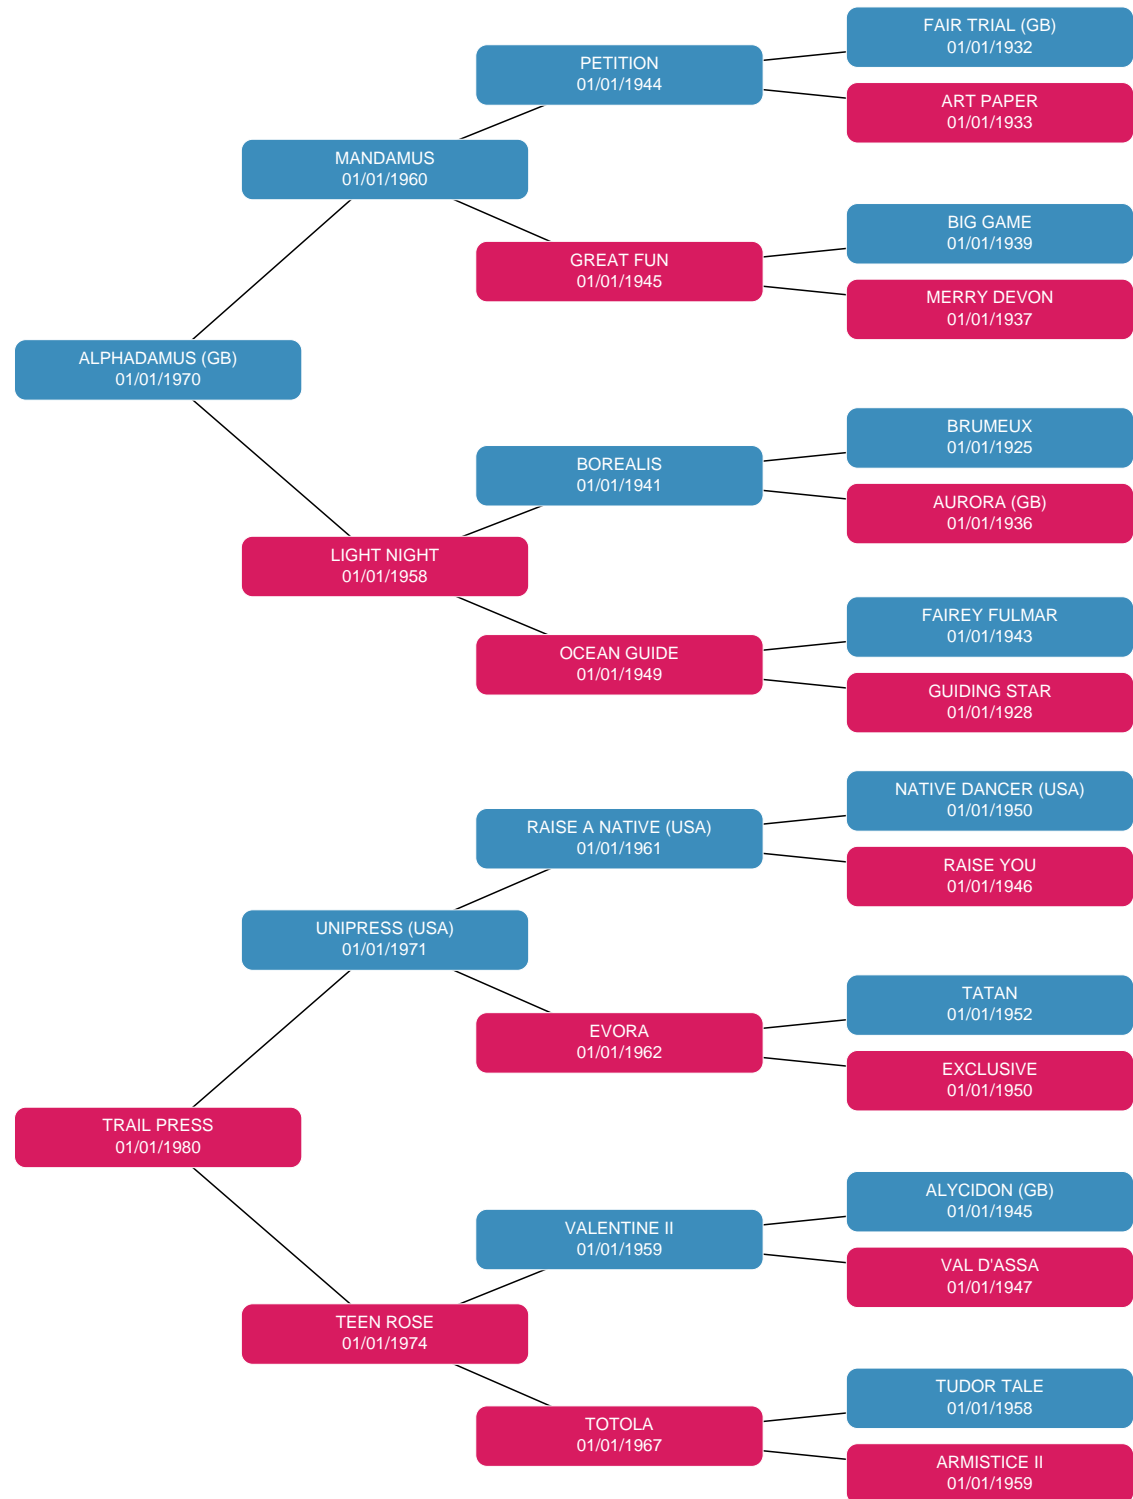 FAIR TRIAL (GB)
01/01/1932
PETITION
01/01/1944
ART PAPER
01/01/1933
MANDAMUS
01/01/1960
BIG GAME
01/01/1939
GREAT FUN
01/01/1945
MERRY DEVON
01/01/1937
ALPHADAMUS (GB)
01/01/1970
BRUMEUX
01/01/1925
BOREALIS
01/01/1941
AURORA (GB)
01/01/1936
LIGHT NIGHT
01/01/1958
FAIREY FULMAR
01/01/1943
OCEAN GUIDE
01/01/1949
GUIDING STAR
01/01/1928
NATIVE DANCER (USA)
01/01/1950
RAISE A NATIVE (USA)
01/01/1961
RAISE YOU
01/01/1946
UNIPRESS (USA)
01/01/1971
TATAN
01/01/1952
EVORA
01/01/1962
EXCLUSIVE
01/01/1950
TRAIL PRESS
01/01/1980
ALYCIDON (GB)
01/01/1945
VALENTINE II
01/01/1959
VAL D'ASSA
01/01/1947
TEEN ROSE
01/01/1974
TUDOR TALE
01/01/1958
TOTOLA
01/01/1967
ARMISTICE II
01/01/1959